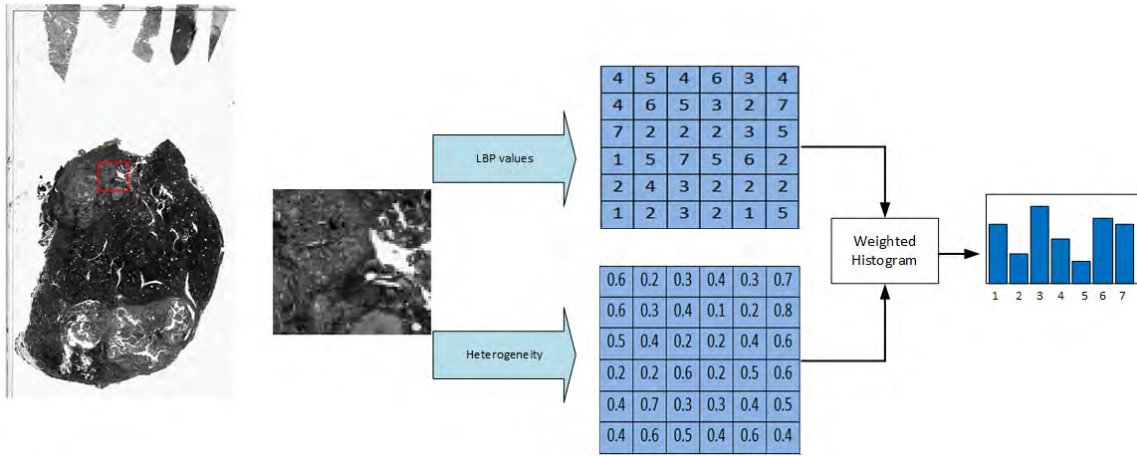 4 5 4 6 3 4
4 6 5 3 2 7
7 2 2 2 3 5
1 5 7 5 6 2
2 4 3 2 2 2
1 2 3 2 1 5
LBP values
Weighted
Histogram
1 2 3 4 5 6 7
0.6 0.2 0.3 0.4 0.3 0.7
0.6 0.3 0.4 0.1 0.2 0.8
0.5 0.4 0.2 0.2 0.4 0.6
0.2 0.2 0.6 0.2 0.5 0.6
0.4 0.7 0.3 0.3 0.4 0.5
0.4 0.6 0.5 0.4 0.6 0.4
Heterogeneity